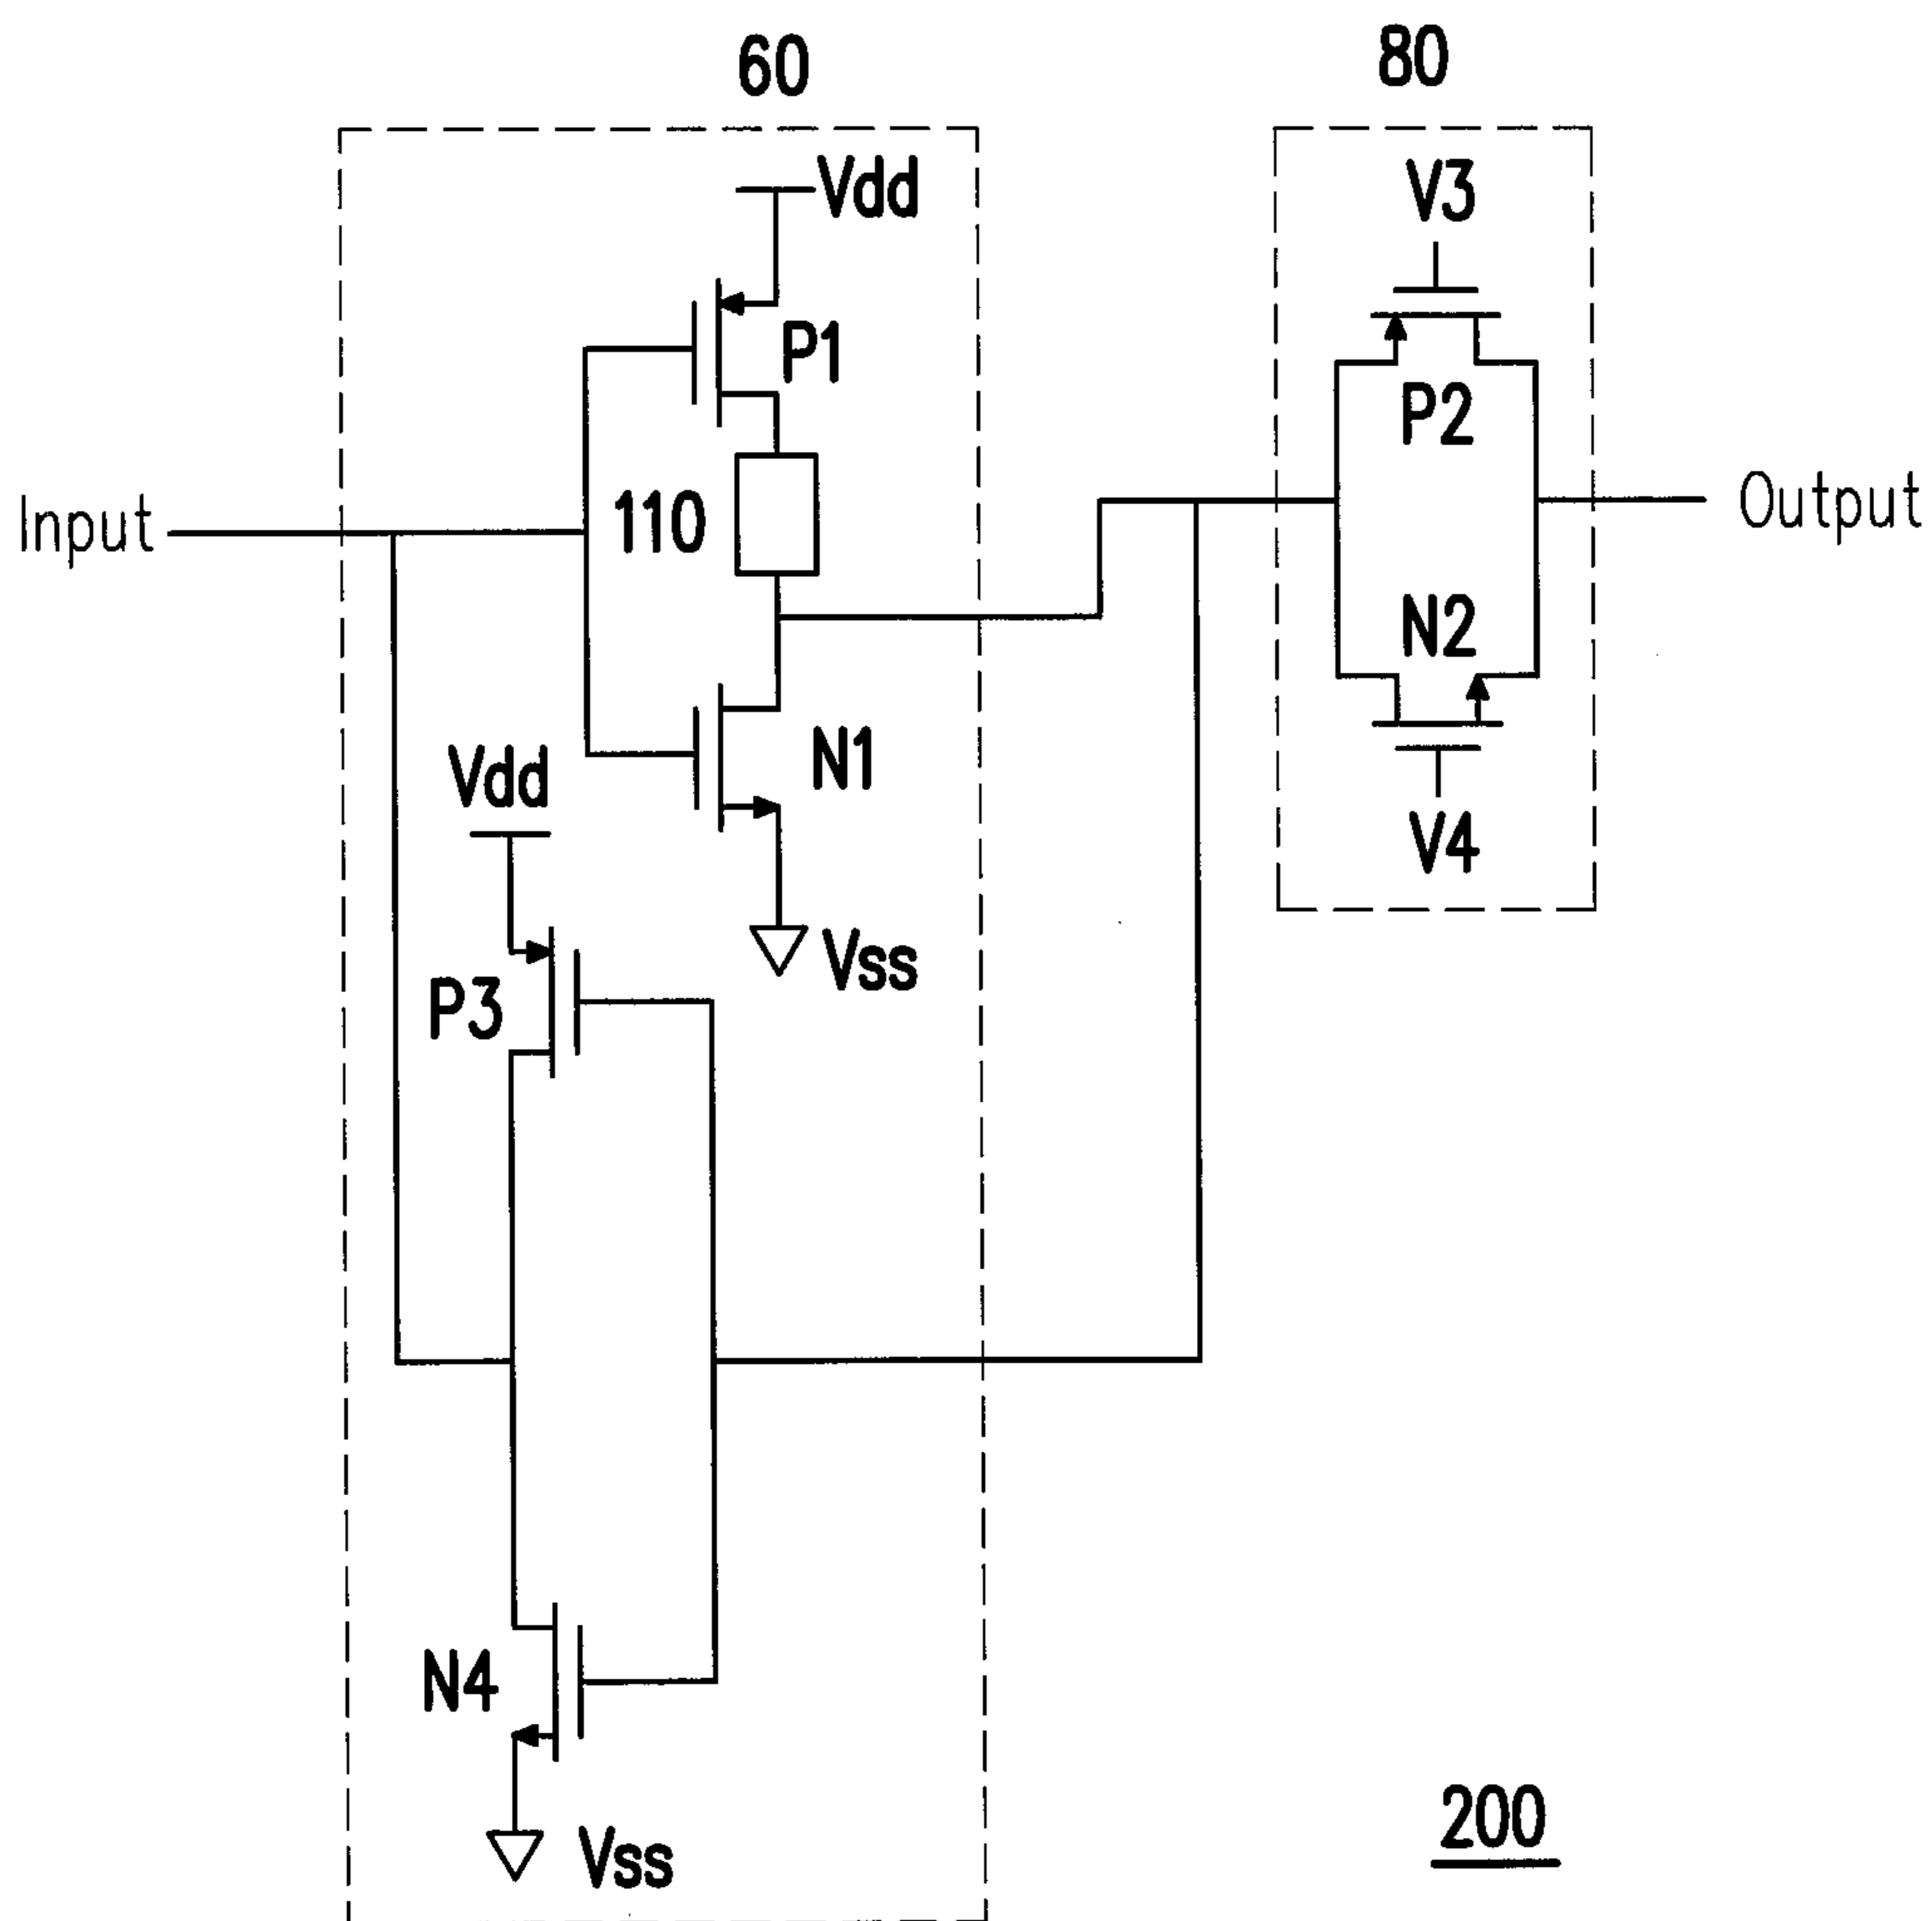 60
80
Vdd
V3
P1
P2
Input
110
Output
N2
Vdd
N1
V4
Vss
P3
N4
200
Vss